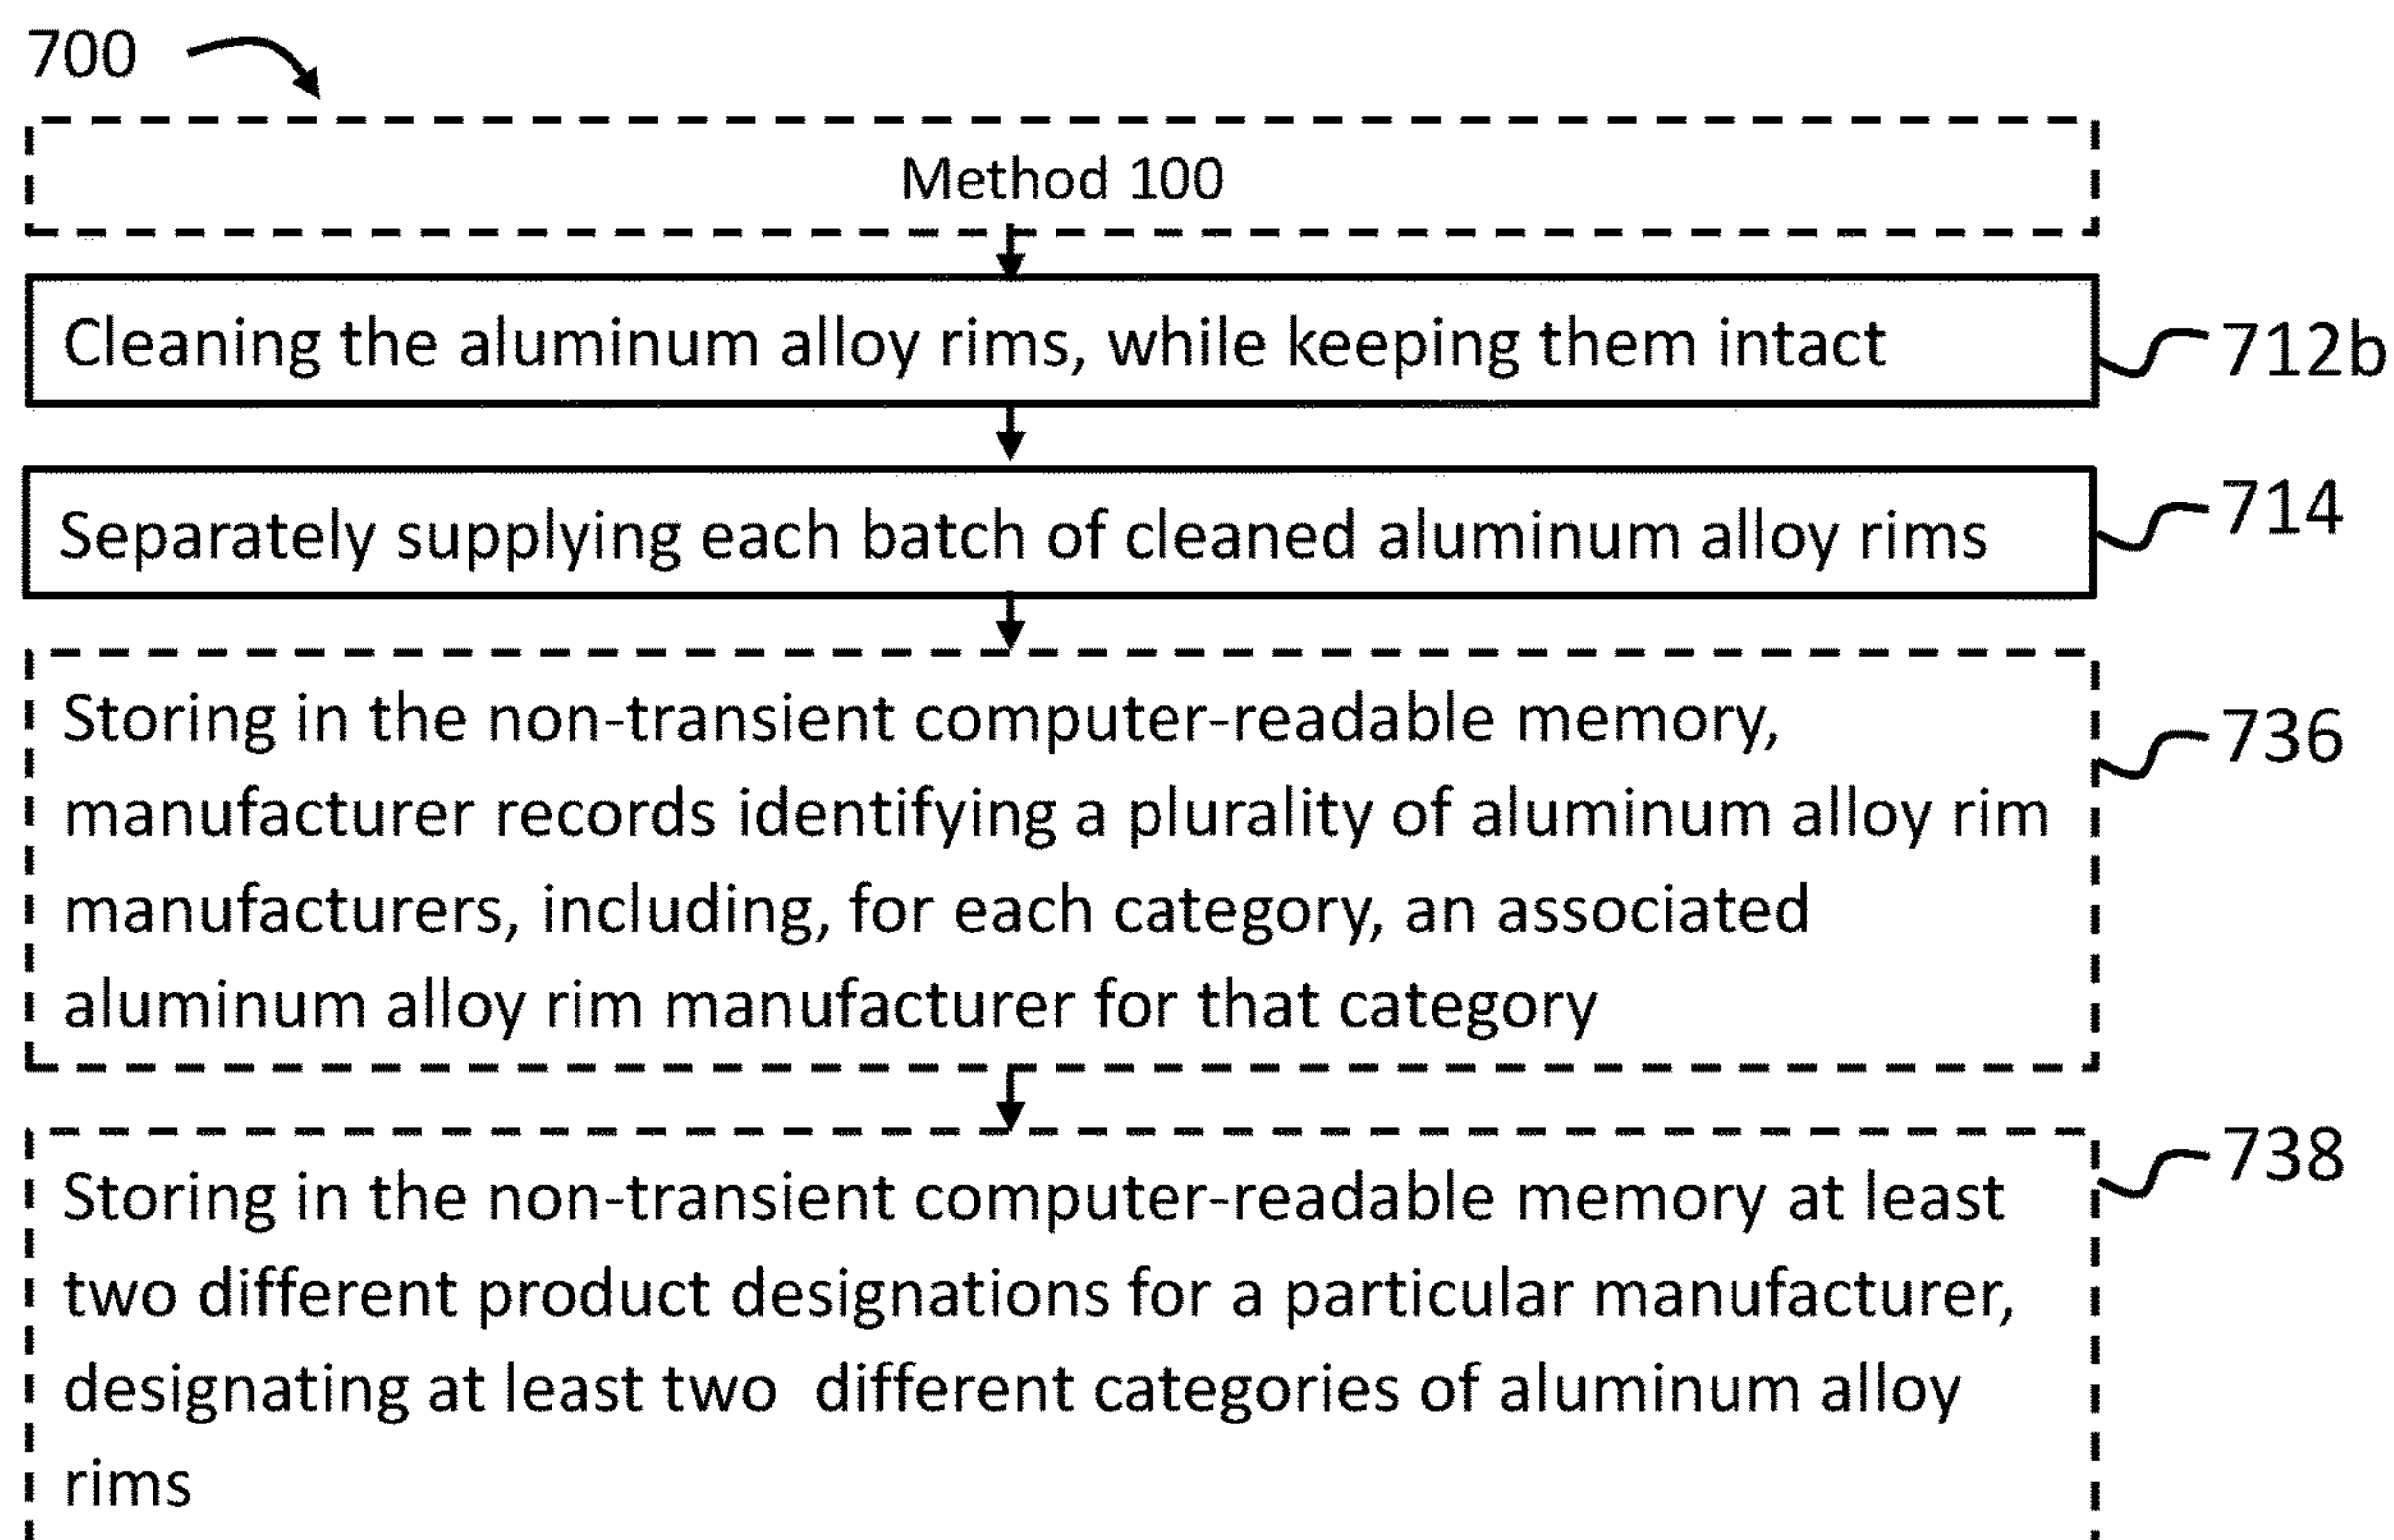 700
Method 100
Cleaning the aluminum alloy rims, while keeping them intact
712b
Separately supplying each batch of cleaned aluminum alloy rims
714
Storing in the non-transient computer-readable memory,
736
manufacturer records identifying a plurality of aluminum alloy rim
manufacturers, including, for each category, an associated
aluminum alloy rim manufacturer for that category
Storing in the non-transient computer-readable memory at least
738
two different product designations for a particular manufacturer,
designating at least two  different categories of aluminum alloy
rims